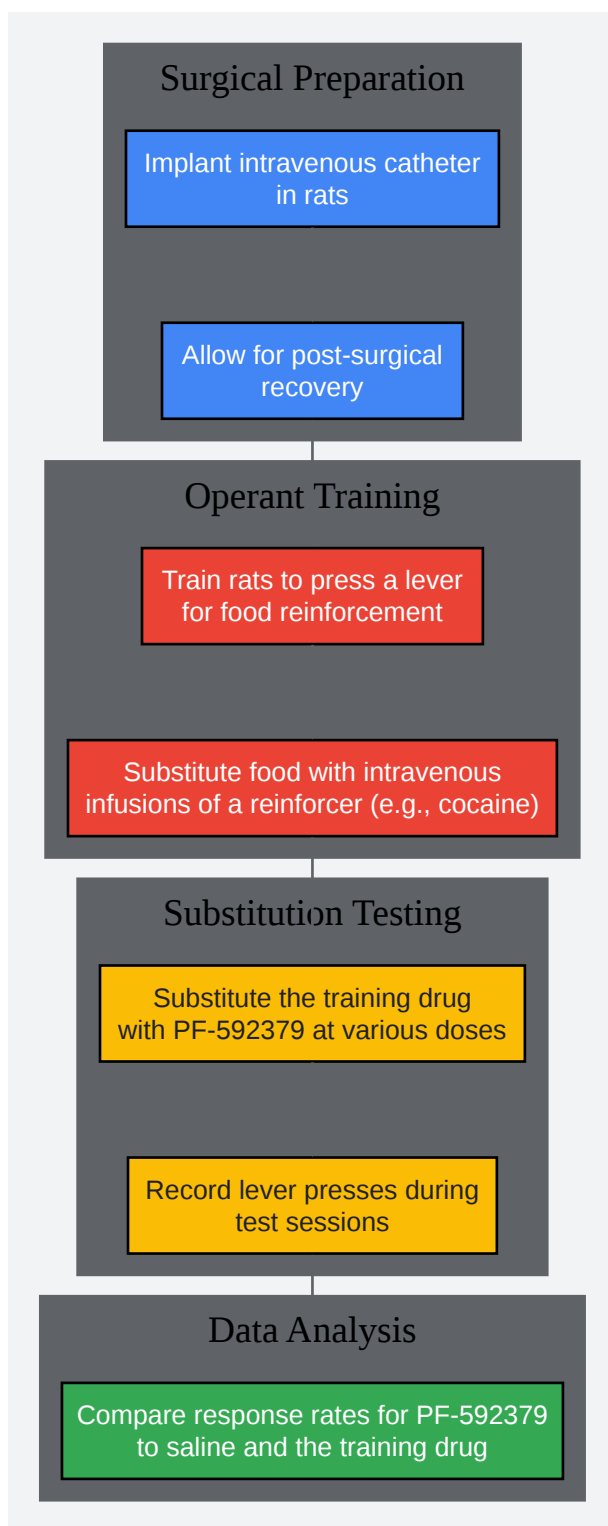 Surgical Preparation
Implant intravenous catheter
in rats
Allow for post-surgical
recovery
Operant Training
Train rats to press a lever
for food reinforcement
Substitute food with intravenous
infusions of a reinforcer (e.g., cocaine)
Substitution Testing
Substitute the training drug
with PF-592379 at various doses
Record lever presses during
test sessions
Data Analysis
Compare response rates for PF-592379
to saline and the training drug